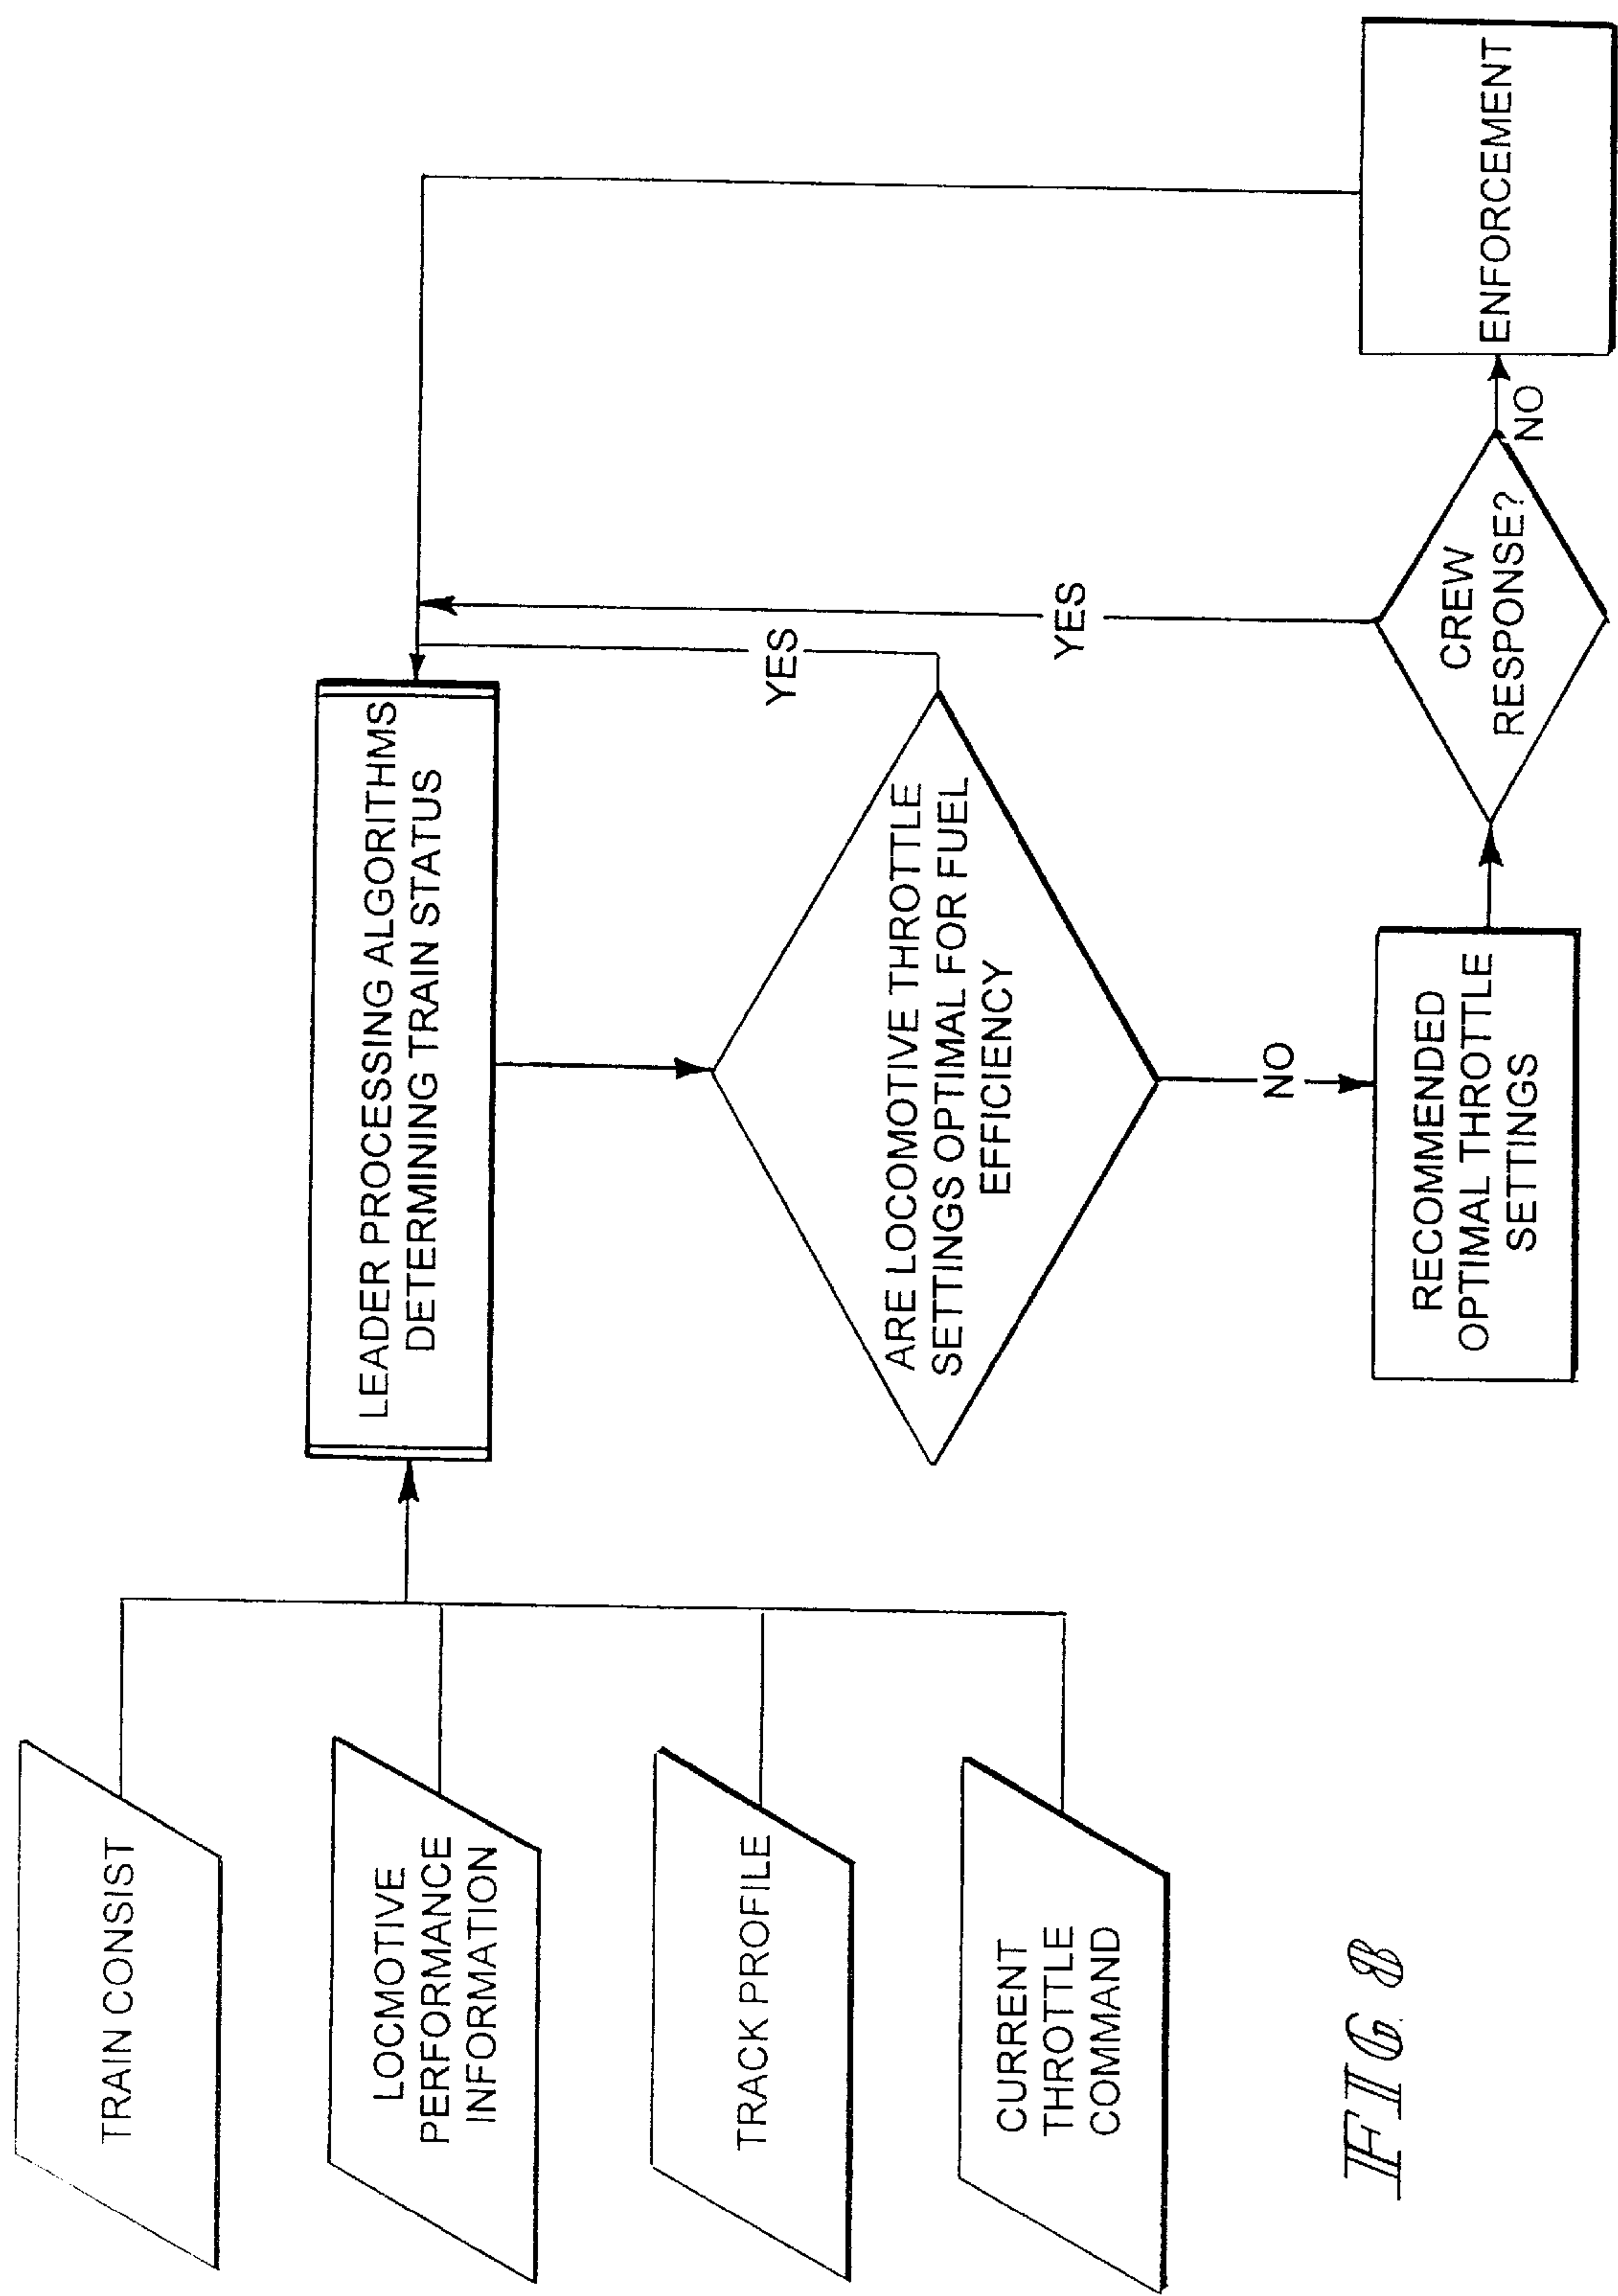 TRAIN CONSIST
LOCMOTIVE
PERFORMANCE
INFORMATION
TRACK PROFILE
CURRENT
THROTTLE
COMMAND
LEADER PROCESSING ALGORITHMS
DETERMINING TRAIN STATUS
ARE LOCOMOTIVE THROTTLE
SETTINGS OPTIMAL FOR FUEL
EFFICIENCY
YES
NO
RECOMMENDED
OPTIMAL THROTTLE
SETTINGS
CREW
RESPONSE?
YES
NO
ENFORCEMENT
FIG 8